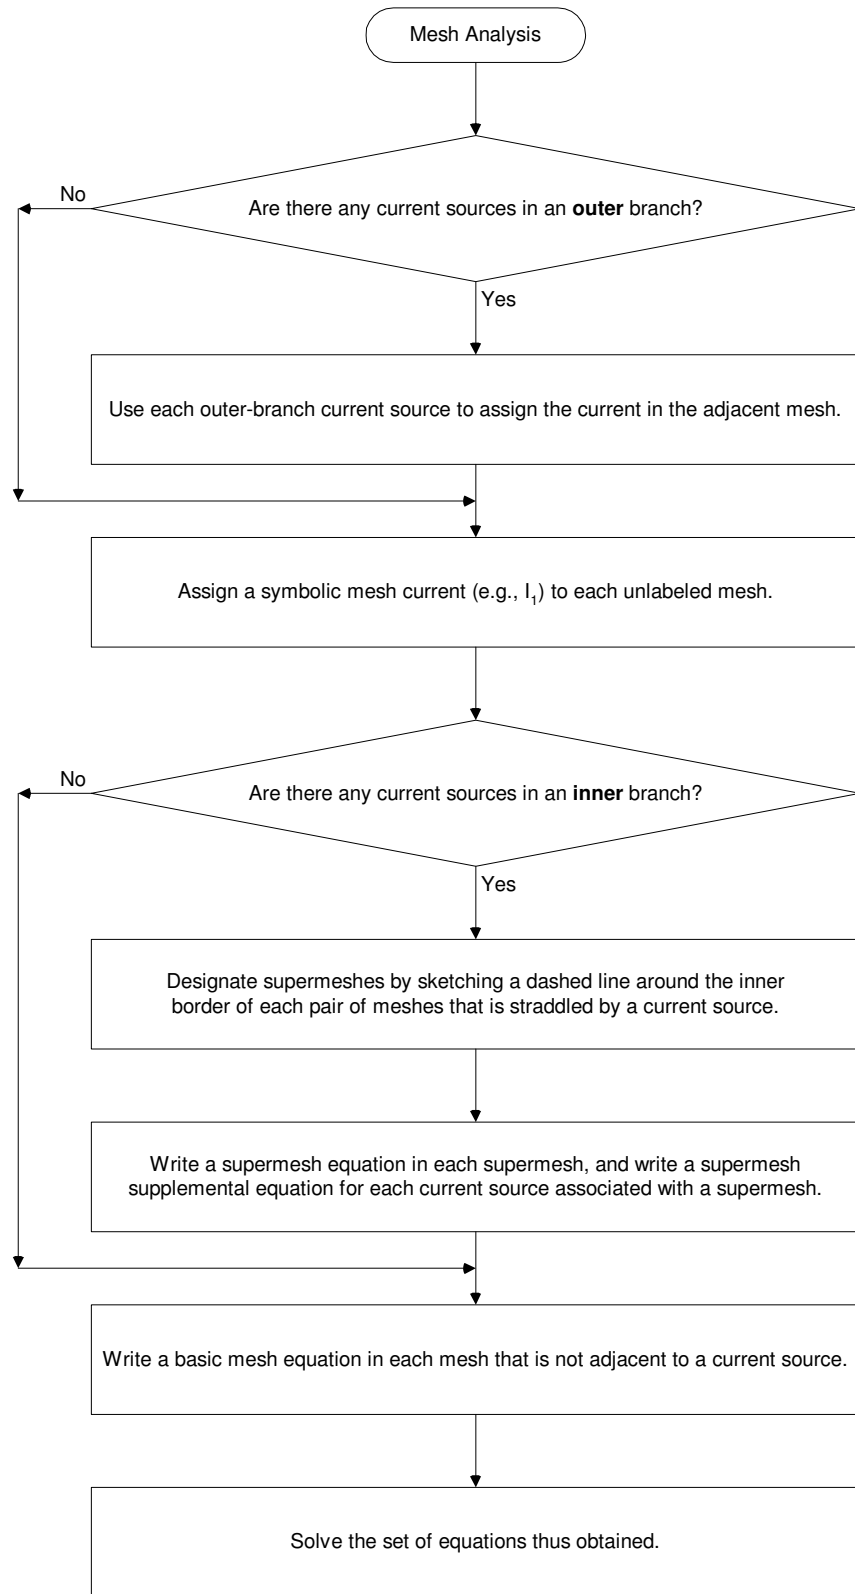 Mesh Analysis
No
Are there any current sources in an outer branch?
Yes
Use each outer-branch current source to assign the current in the adjacent mesh.
Assign a symbolic mesh current (e.g., I1) to each unlabeled mesh.
No
Are there any current sources in an inner branch?
Yes
Designate supermeshes by sketching a dashed line around the inner
border of each pair of meshes that is straddled by a current source.
Write a supermesh equation in each supermesh, and write a supermesh
supplemental equation for each current source associated with a supermesh.
Write a basic mesh equation in each mesh that is not adjacent to a current source.
Solve the set of equations thus obtained.